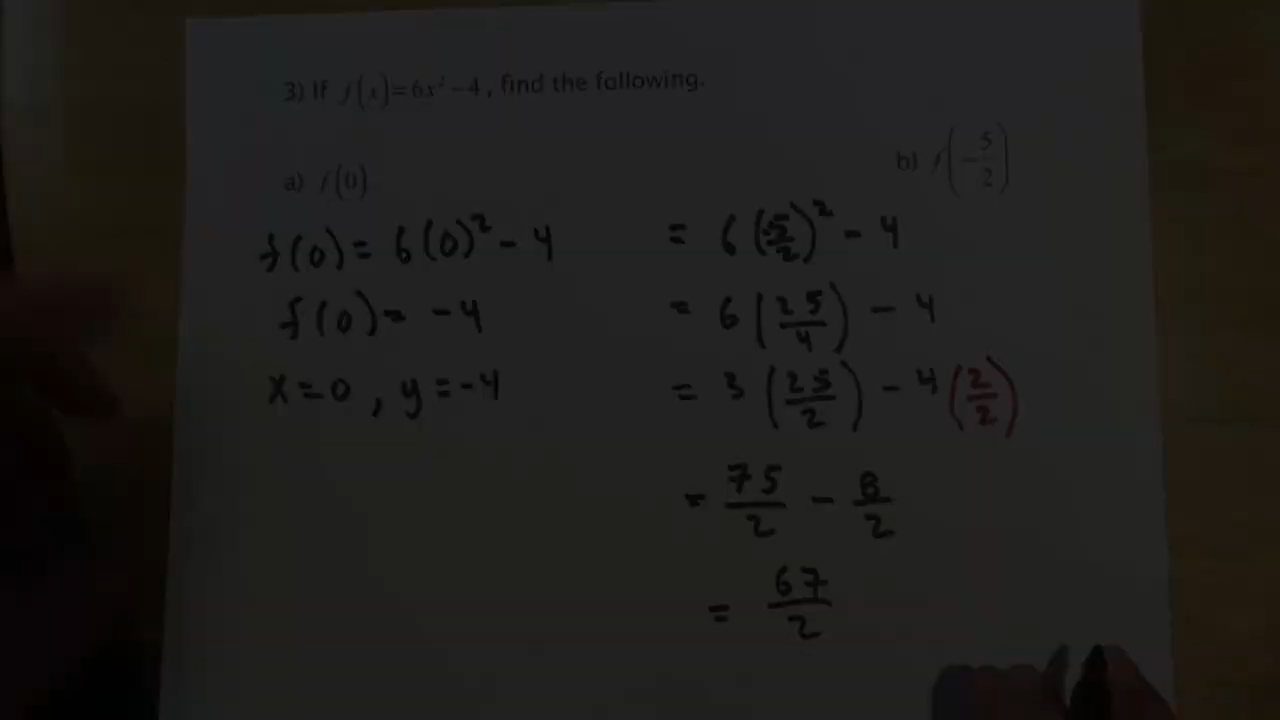 3) If f(x)=6x²-4, find the following.
a) f(0)
b) f(-5/2)
f(0) = 6(0)² - 4
f(0) = -4
x=0, y=-4
= 6(-5/2)² - 4
= 6(25/4) - 4
= 3(25/2) - 4(2/2)
= 75/2 - 8/2
= 67/2